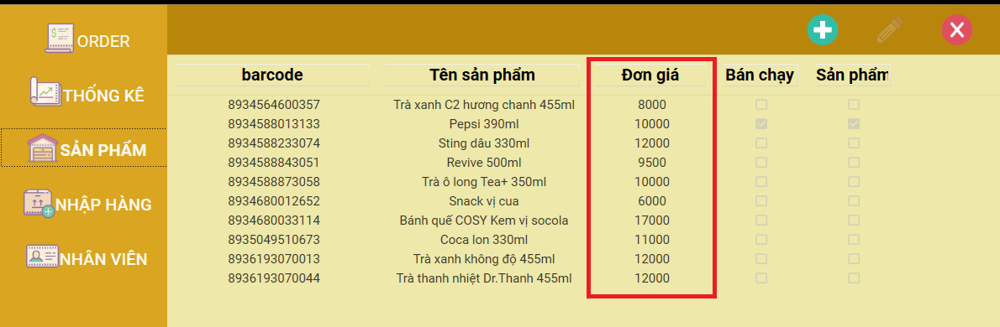 ORDER
THỐNG KÊ
SẢN PHẨM
NHẬP HÀNG
NHÂN VIÊN
barcode Tên sản phẩm Đơn giá Bán chạy Sản phẩm
8934564600357 Trà xanh C2 hương chanh 455ml 8000
8934588013133 Pepsi 390ml 10000
8934588233074 Sting dâu 330ml 12000
8934588843051 Revive 500ml 9500
8934588873058 Trà ô long Tea+ 350ml 10000
8934680012652 Snack vị cua 6000
8934680033114 Bánh quế COSY Kem vị socola 17000
8935049510673 Coca lon 330ml 11000
8936193070013 Trà xanh không độ 455ml 12000
8936193070044 Trà thanh nhiệt Dr.Thanh 455ml 12000